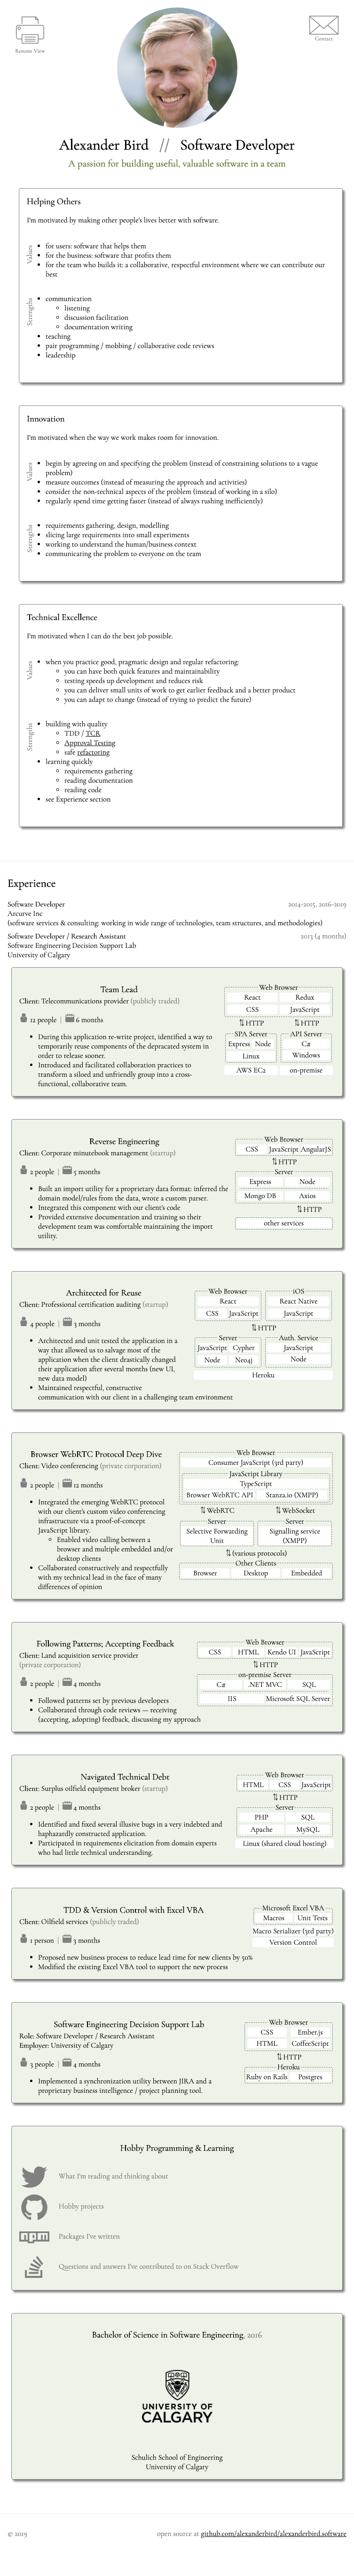 Resume View
Contact
Alexander Bird // Software Developer
A passion for building useful, valuable software in a team
Helping Others
I'm motivated by making other people's lives better with software.
Values
for users: software that helps them
for the business: software that profits them
for the team who builds it: a collaborative, respectful environment where we can contribute our
best
Strengths
communication
listening
discussion facilitation
documentation writing
teaching
pair programming / mobbing / collaborative code reviews
leadership
Innovation
I'm motivated when the way we work makes room for innovation.
Values
begin by agreeing on and specifying the problem (instead of constraining solutions to a vague
problem)
measure outcomes (instead of measuring the approach and activities)
consider the non-technical aspects of the problem (instead of working in a silo)
regularly spend time getting faster (instead of always rushing inefficiently)
Strengths
requirements gathering, design, modelling
slicing large requirements into small experiments
working to understand the human/business context
communicating the problem to everyone on the team
Technical Excellence
I'm motivated when I can do the best job possible.
Values
when you practice good, pragmatic design and regular refactoring:
you can have both quick features and maintainability
testing speeds up development and reduces risk
you can deliver small units of work to get earlier feedback and a better product
you can adapt to change (instead of trying to predict the future)
Strengths
building with quality
TDD / TCR
Approval Testing
safe refactoring
learning quickly
requirements gathering
reading documentation
reading code
see Experience section
Experience
Software Developer 2014-2015, 2016-2019
Arcurve Inc
(software services & consulting: working in wide range of technologies, team structures, and methodologies)
Software Developer / Research Assistant 2013 (4 months)
Software Engineering Decision Support Lab
University of Calgary
Team Lead
Client: Telecommunications provider (publicly traded)
12 people | 6 months
During this application re-write project, identified a way to
temporarily reuse components of the depracated system in
order to release sooner.
Introduced and facilitated collaboration practices to
transform a siloed and unfriendly group into a cross-
functional, collaborative team.
Web Browser
React Redux
CSS JavaScript
⇅ HTTP ⇅ HTTP
SPA Server API Server
Express Node C#
Linux Windows
AWS EC2 on-premise
Reverse Engineering
Client: Corporate minutebook management (startup)
2 people | 5 months
Built an import utility for a proprietary data format: inferred the
domain model/rules from the data, wrote a custom parser.
Integrated this component with our client's code
Provided extensive documentation and training so their
development team was comfortable maintaining the import
utility.
Web Browser
CSS JavaScript AngularJS
⇅ HTTP
Server
Express Node
Mongo DB Axios
⇅ HTTP
other services
Architected for Reuse
Client: Professional certification auditing (startup)
4 people | 3 months
Architected and unit tested the application in a
way that allowed us to salvage most of the
application when the client drastically changed
their application after several months (new UI,
new data model)
Maintained respectful, constructive
communication with our client in a challenging team environment
Web Browser iOS
React React Native
CSS JavaScript JavaScript
⇅ HTTP
Server Auth. Service
JavaScript Cypher JavaScript
Node Neo4j Node
Heroku
Browser WebRTC Protocol Deep Dive
Client: Video conferencing (private corporation)
2 people | 12 months
Integrated the emerging WebRTC protocol
with our client's custom video conferencing
infrastructure via a proof-of-concept
JavaScript library.
Enabled video calling between a
browser and multiple embedded and/or
desktop clients
Collaborated constructively and respectfully
with my technical lead in the face of many
differences of opinion
Web Browser
Consumer JavaScript (3rd party)
JavaScript Library
TypeScript
Browser WebRTC API Stanza.io (XMPP)
⇅ WebRTC ⇅ WebSocket
Server Server
Selective Forwarding Signalling service
Unit (XMPP)
⇅ (various protocols)
Other Clients
Browser Desktop Embedded
Following Patterns; Accepting Feedback
Client: Land acquisition service provider
(private corporation)
2 people | 4 months
Followed patterns set by previous developers
Collaborated through code reviews — receiving
(accepting, adopting) feedback, discussing my approach
Web Browser
CSS HTML Kendo UI JavaScript
⇅ HTTP
on-premise Server
C# .NET MVC SQL
IIS Microsoft SQL Server
Navigated Technical Debt
Client: Surplus oilfield equipment broker (startup)
2 people | 4 months
Identified and fixed several illusive bugs in a very indebted and
haphazardly constructed application.
Participated in requirements elicitation from domain experts
who had little technical understanding.
Web Browser
HTML CSS JavaScript
⇅ HTTP
Server
PHP SQL
Apache MySQL
Linux (shared cloud hosting)
TDD & Version Control with Excel VBA
Client: Oilfield services (publicly traded)
1 person | 3 months
Proposed new business process to reduce lead time for new clients by 50%
Modified the existing Excel VBA tool to support the new process
Microsoft Excel VBA
Macros Unit Tests
Macro Serializer (3rd party)
Version Control
Software Engineering Decision Support Lab
Role: Software Developer / Research Assistant
Employer: University of Calgary
3 people | 4 months
Implemented a synchronization utility between JIRA and a
proprietary business intelligence / project planning tool.
Web Browser
CSS Ember.js
HTML CoffeeScript
⇅ HTTP
Heroku
Ruby on Rails Postgres
Hobby Programming & Learning
What I'm reading and thinking about
Hobby projects
npm
Packages I've written
Questions and answers I've contributed to on Stack Overflow
Bachelor of Science in Software Engineering, 2016
UNIVERSITY OF
CALGARY
Schulich School of Engineering
University of Calgary
© 2019
open source at github.com/alexanderbird/alexanderbird.software